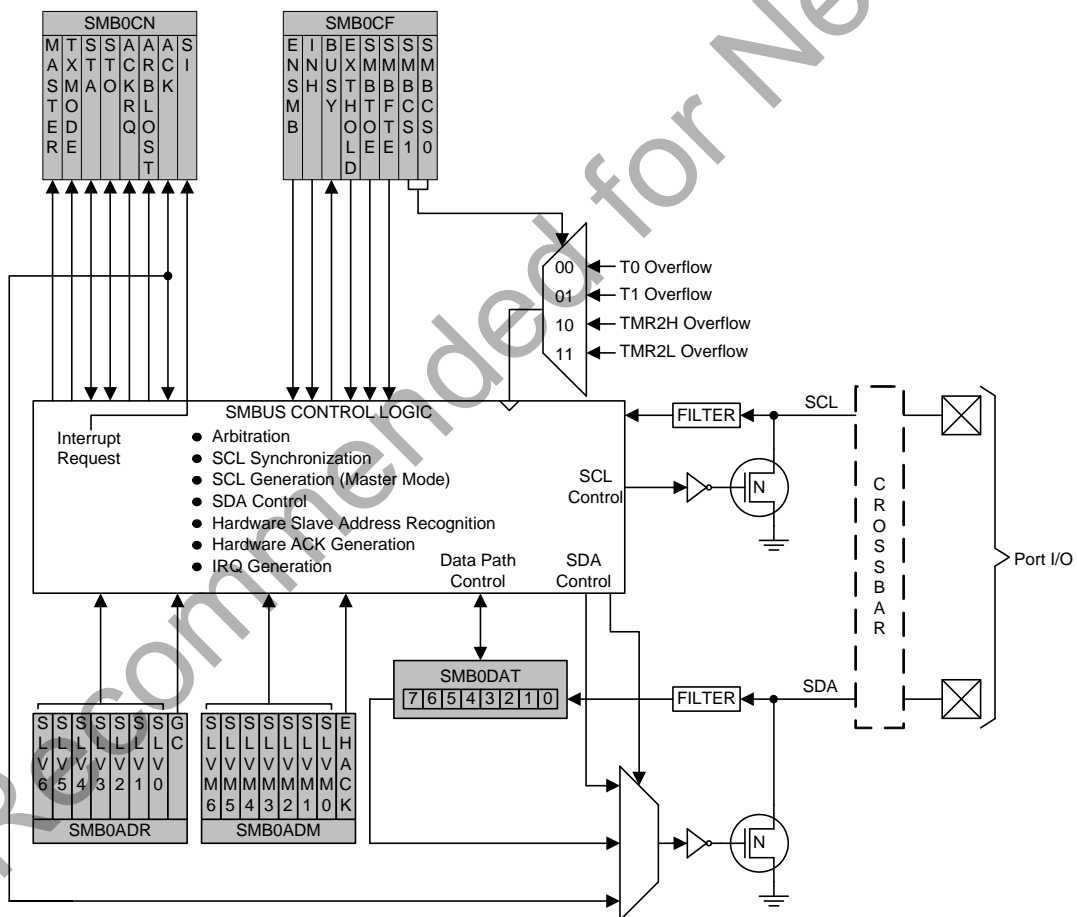 SMB0CN
MASTER
TXMODE
STA
STO
ACKRQ
ARBLOST
ACK
SI
SMB0CF
ENSMB
INH
BUSY
EXTHOLD
SMBTOE
SMBFTE
SMBCS1
SMBCS0
00
01
10
11
T0 Overflow
T1 Overflow
TMR2H Overflow
TMR2L Overflow
SMBUS CONTROL LOGIC
Interrupt
Request
● Arbitration
● SCL Synchronization
● SCL Generation (Master Mode)
● SDA Control
● Hardware Slave Address Recognition
● Hardware ACK Generation
● IRQ Generation
SCL
Control
Data Path
Control
SDA
Control
FILTER
SCL
N
CROSSBAR
Port I/O
SMB0DAT
7 6 5 4 3 2 1 0
FILTER
SDA
N
SLV6
SLV5
SLV4
SLV3
SLV2
SLV1
SLV0
GC
SMB0ADR
SLVM6
SLVM5
SLVM4
SLVM3
SLVM2
SLVM1
SLVM0
EHACK
SMB0ADM
Recommended for Ne